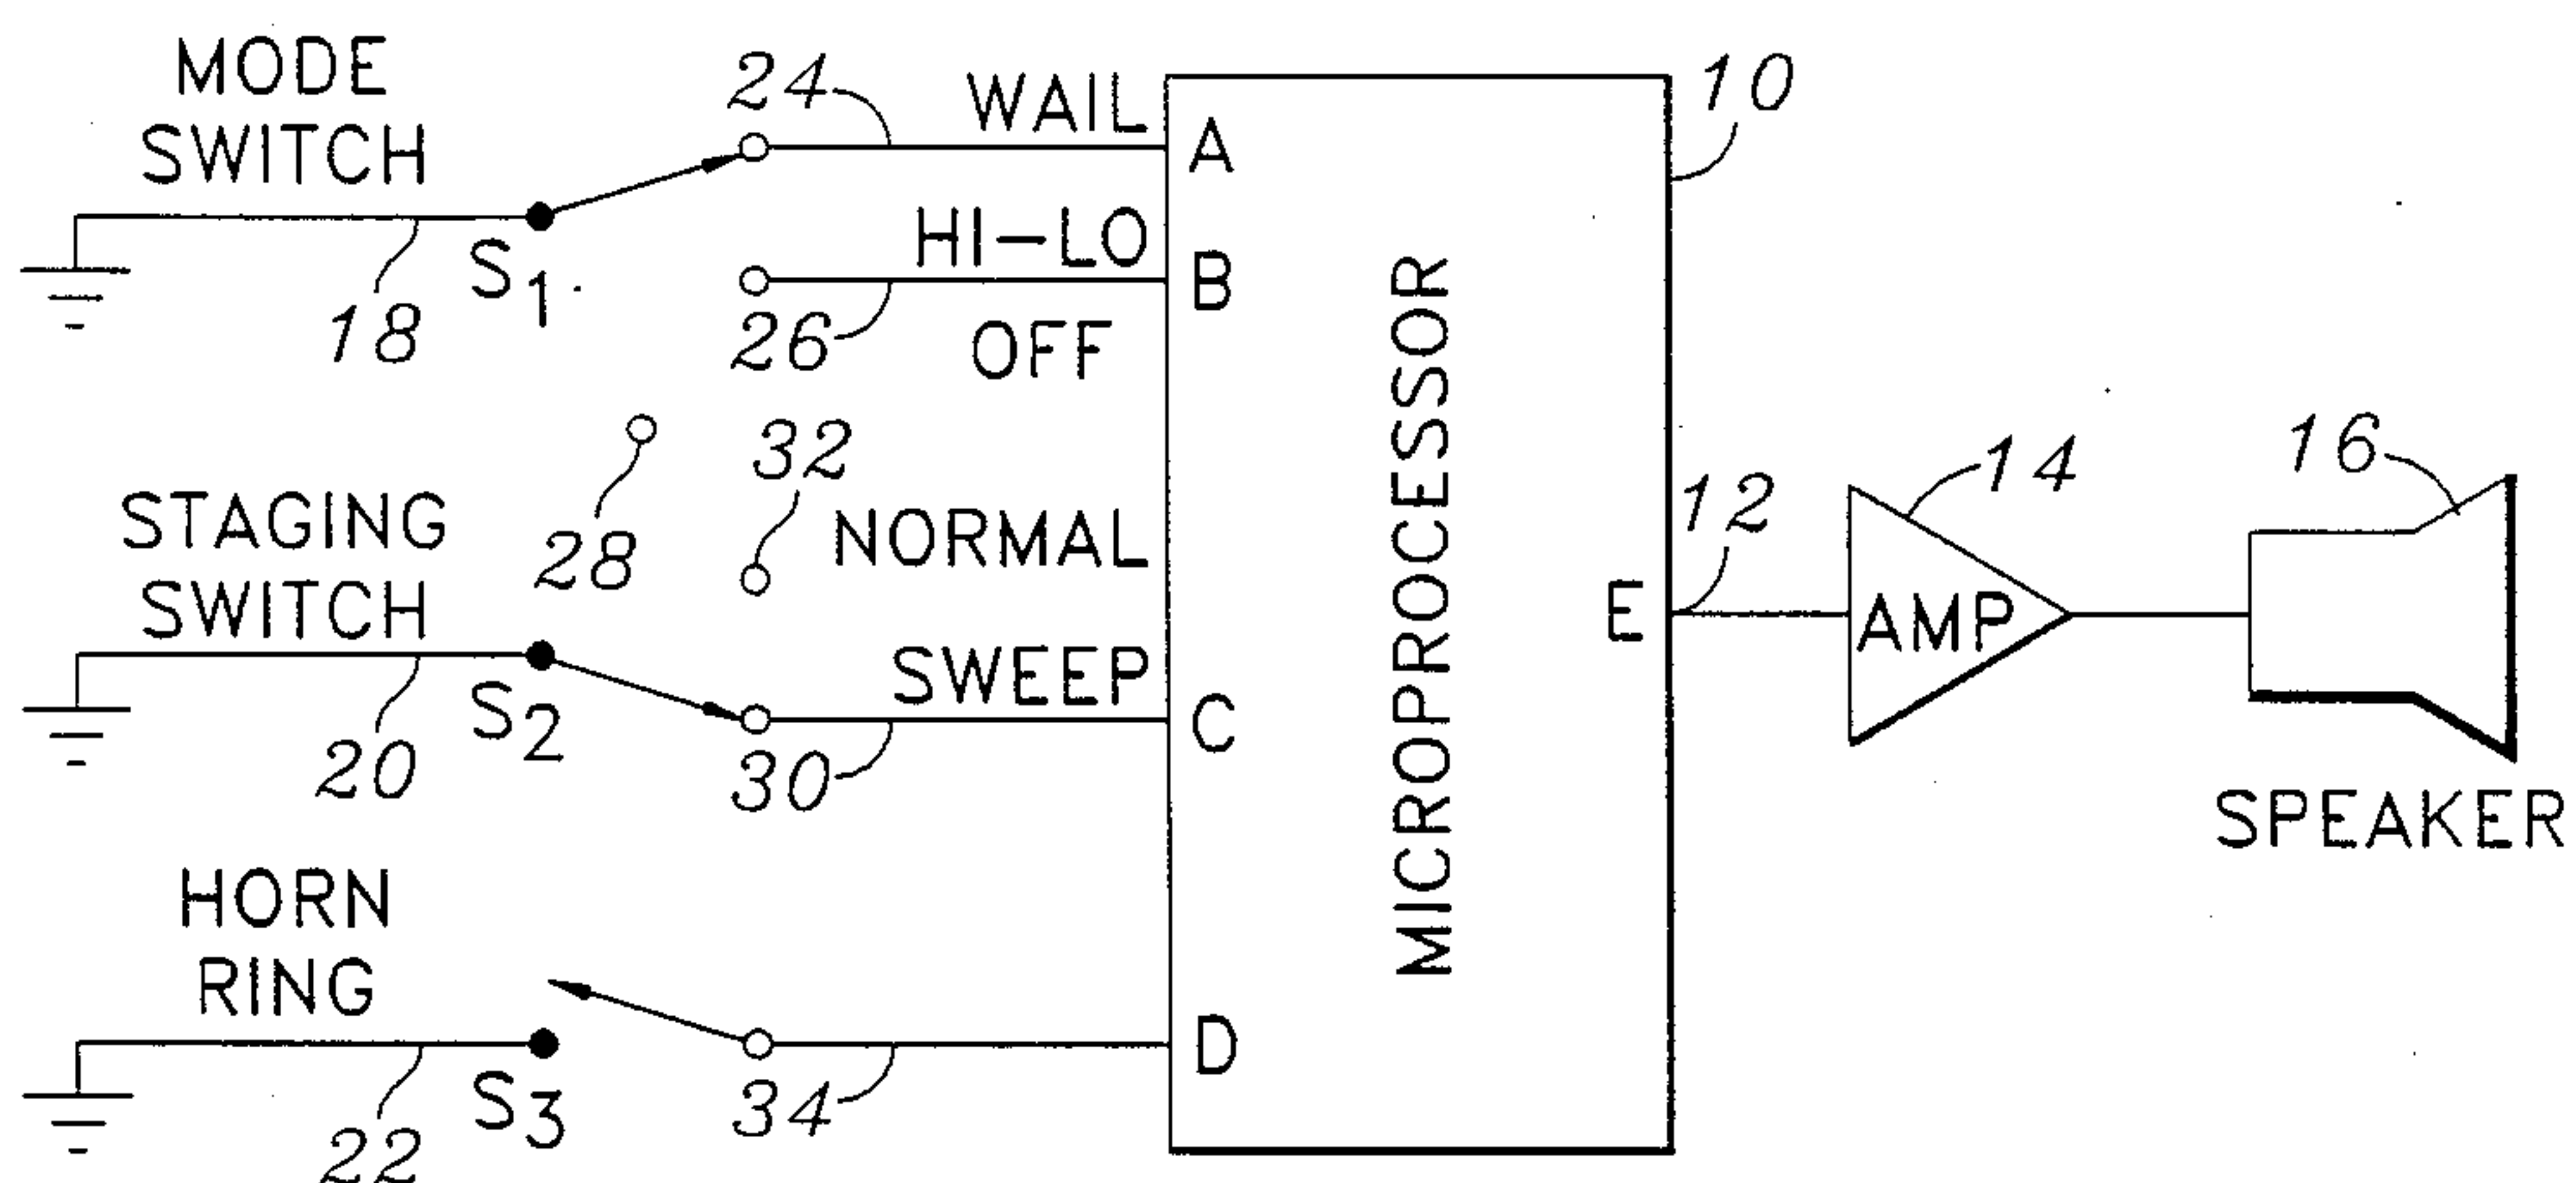 MODE
SWITCH
24
WAIL
A
10
S1
18
HI-LO
B
26
OFF
28
32
STAGING
SWITCH
NORMAL
MICROPROCESSOR
E
12
14
AMP
16
SPEAKER
S2
20
SWEEP
C
30
HORN
RING
S3
22
D
34